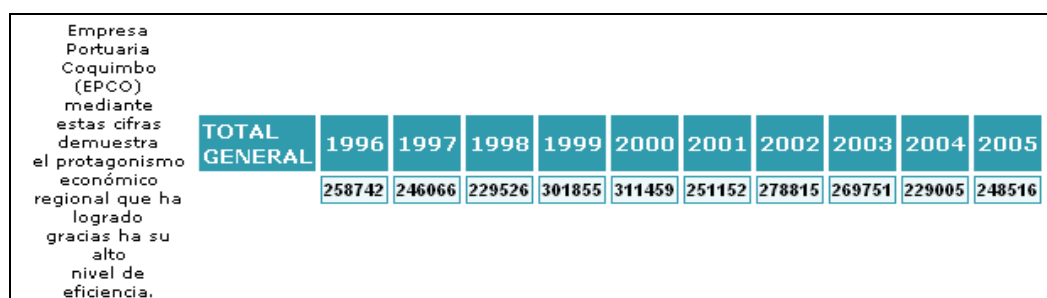 Empresa
Portuaria
Coquimbo
(EPCO)
mediante
estas cifras
demuestra
el protagonismo
económico
regional que ha
logrado
gracias ha su
alto
nivel de
eficiencia.
TOTAL
GENERAL
1996 1997 1998 1999 2000 2001 2002 2003 2004 2005
258742 246066 229526 301855 311459 251152 278815 269751 229005 248516